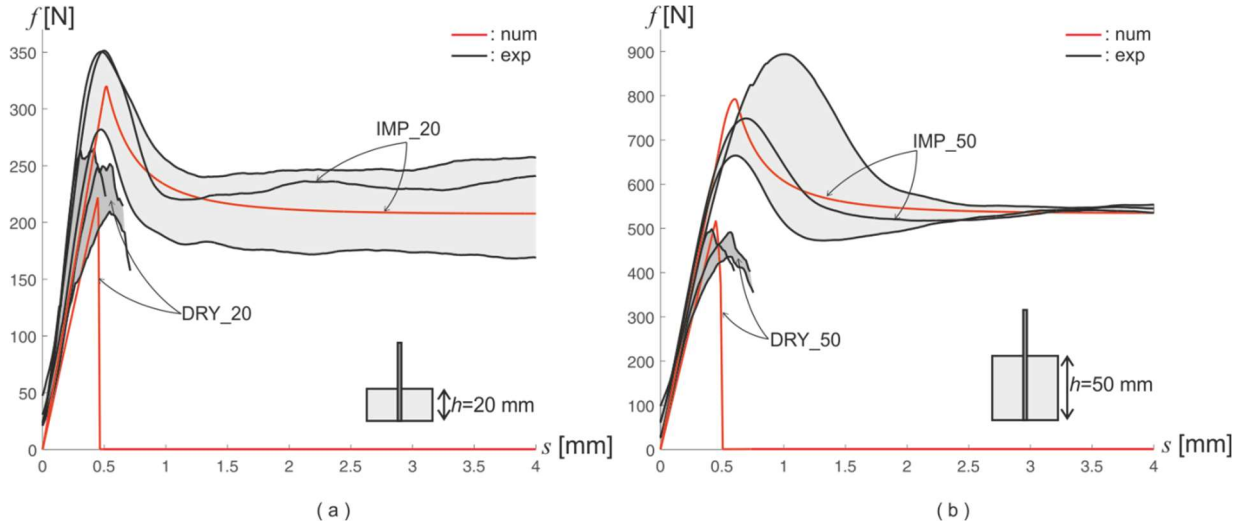 f [N]
: num
: exp
350
300
250
200
150
100
50
0
IMP_20
DRY_20
h=20 mm
0 0.5 1 1.5 2 2.5 3 3.5 4
s [mm]
( a )
f [N]
: num
: exp
900
800
700
600
500
400
300
200
100
0
IMP_50
DRY_50
h=50 mm
0 0.5 1 1.5 2 2.5 3 3.5 4
s [mm]
( b )